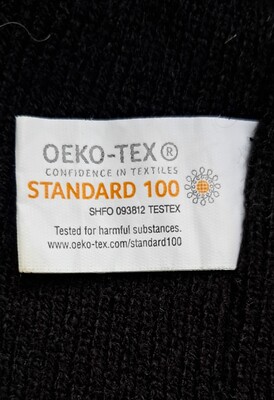 OEKO-TEX®
CONFIDENCE IN TEXTILES
STANDARD 100
SHFO 093812 TESTEX
Tested for harmful substances.
www.oeko-tex.com/standard100